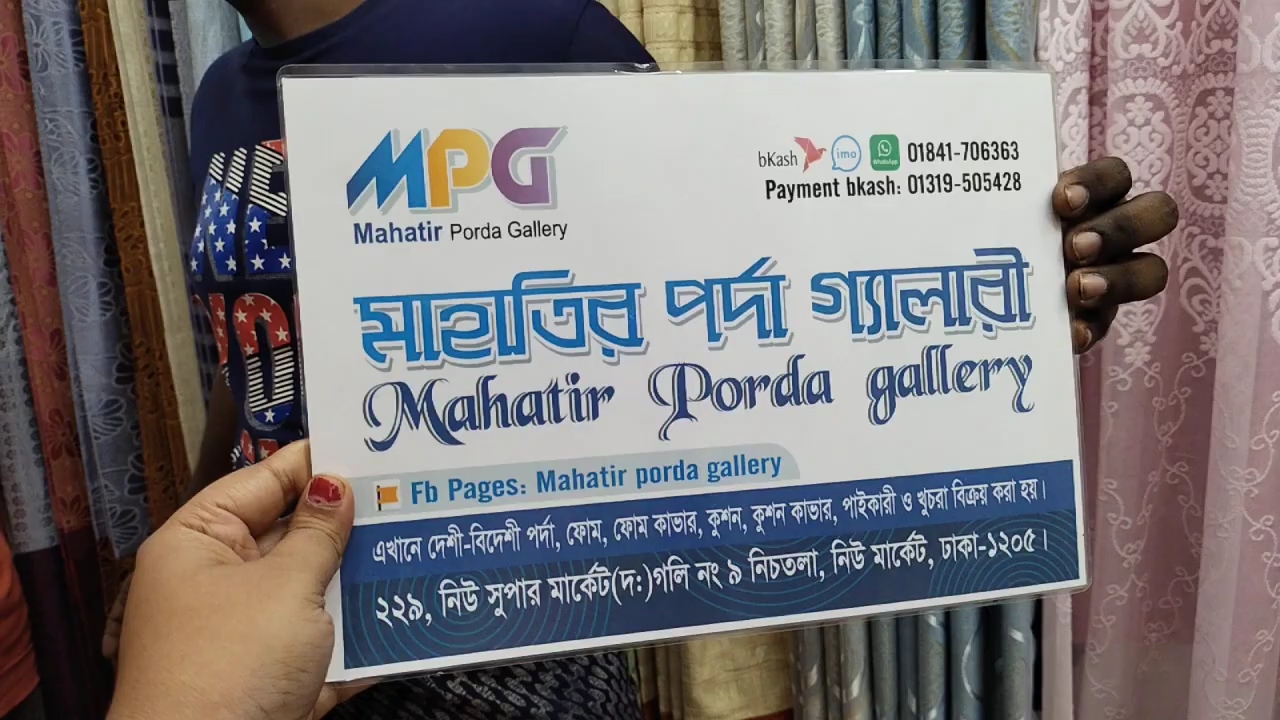 MPG
Mahatir Porda Gallery
bKash imo WhatsApp 01841-706363
Payment bkash: 01319-505428
মাহাতির পর্দা গ্যালারী
Mahatir Porda gallery
Fb Pages: Mahatir porda gallery
এখানে দেশী-বিদেশী পর্দা, ফোম, ফোম কাভার, কুশন, কুশন কাভার, পাইকারী ও খুচরা বিক্রয় করা হয়।
২২৯, নিউ সুপার মার্কেট(দ:)গলি নং ৯ নিচতলা, নিউ মার্কেট, ঢাকা-১২০৫।